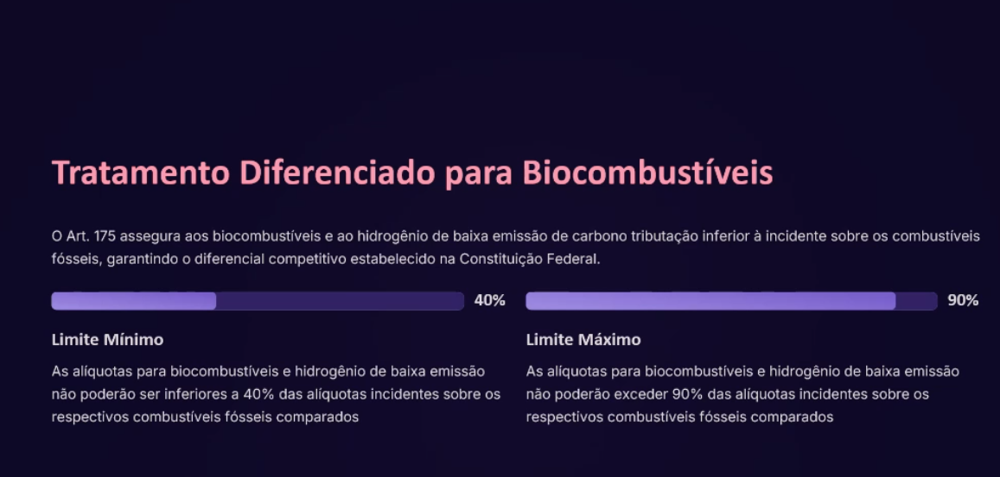 Tratamento Diferenciado para Biocombustíveis
O Art. 175 assegura aos biocombustíveis e ao hidrogênio de baixa emissão de carbono tributação inferior à incidente sobre os combustíveis
fósseis, garantindo o diferencial competitivo estabelecido na Constituição Federal.
40%
Limite Mínimo
As alíquotas para biocombustíveis e hidrogênio de baixa emissão
não poderão ser inferiores a 40% das alíquotas incidentes sobre os
respectivos combustíveis fósseis comparados
90%
Limite Máximo
As alíquotas para biocombustíveis e hidrogênio de baixa emissão
não poderão exceder 90% das alíquotas incidentes sobre os
respectivos combustíveis fósseis comparados